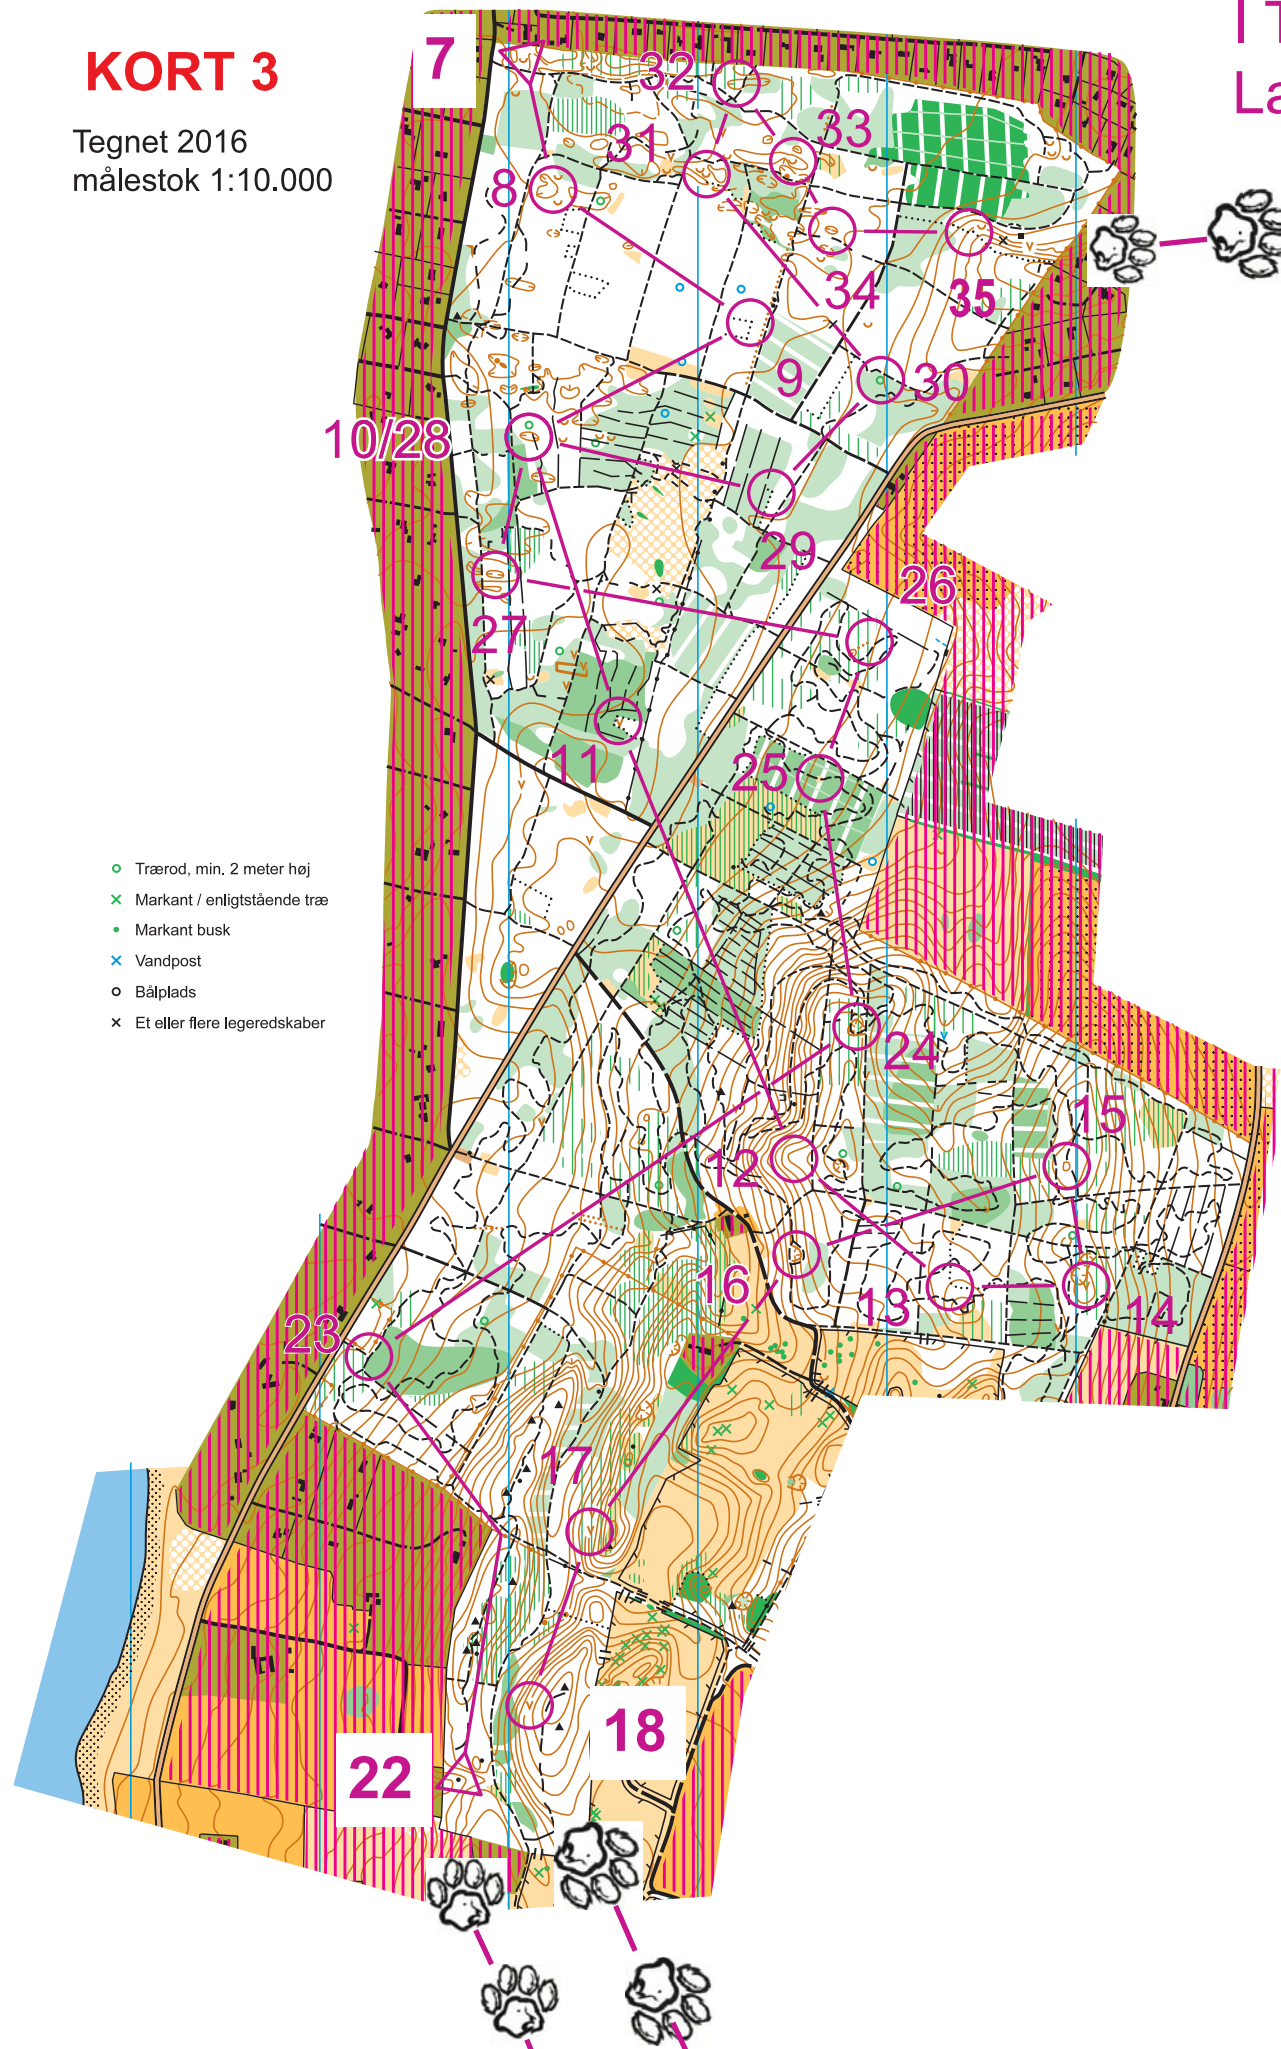 KORT 3
Tegnet 2016
målestok 1:10.000
La
7
32
33
31
8
34
35
9
30
10/28
29
26
27
11
25
Trærod, min. 2 meter høj
Markant / enligtstående træ
Markant busk
Vandpost
Bålplads
Et eller flere legeredskaber
24
15
12
16
13
14
23
17
18
22